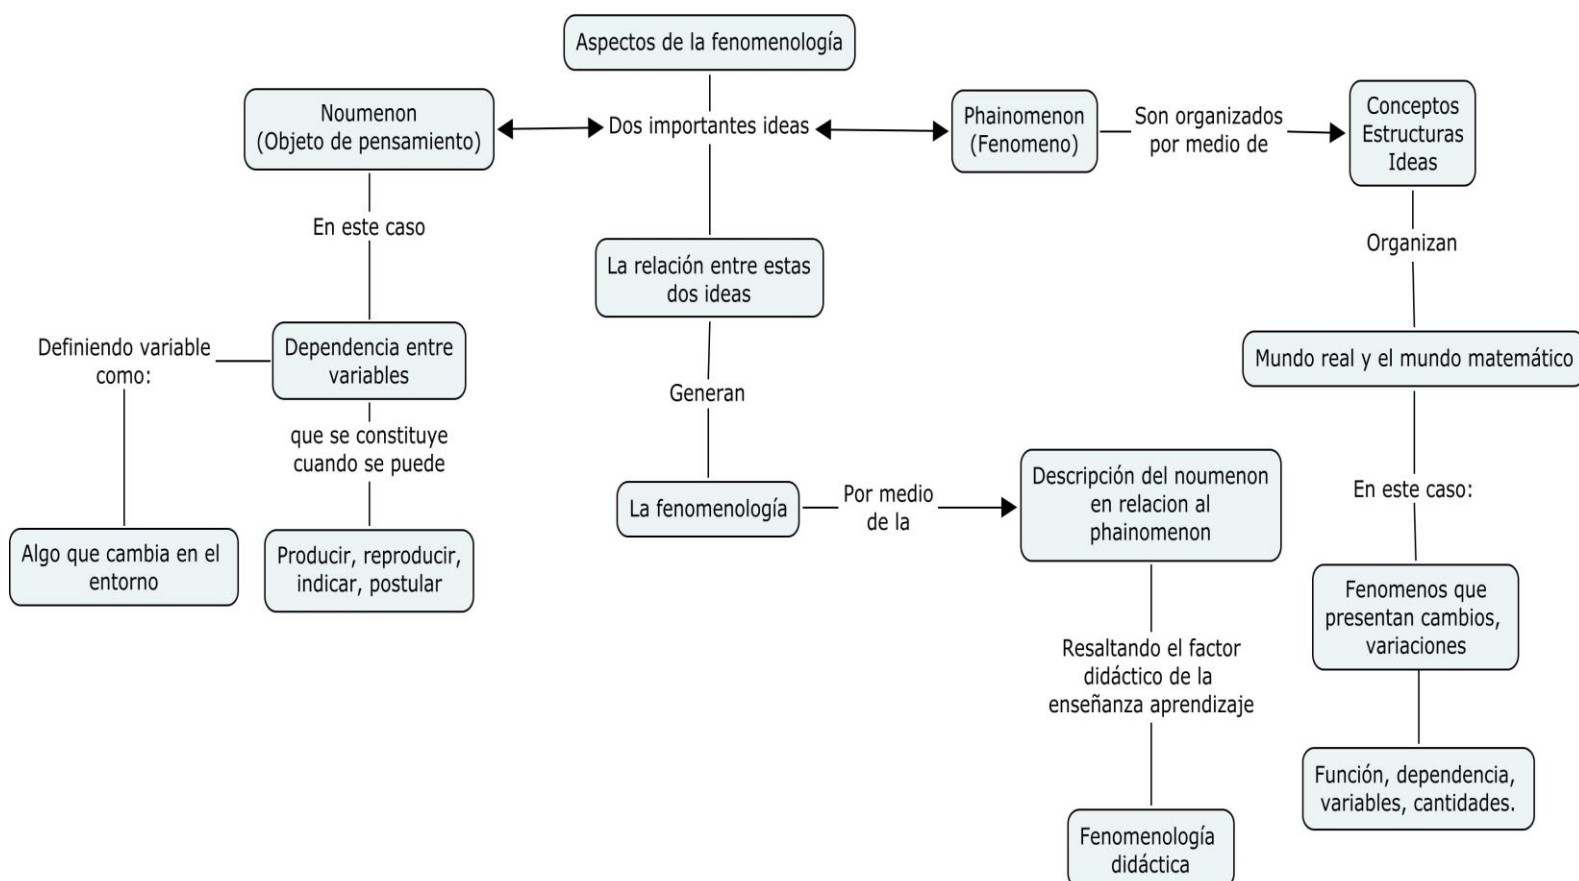 Aspectos de la fenomenología
Noumenon
(Objeto de pensamiento)
Dos importantes ideas
Phainomenon
(Fenomeno)
Son organizados
por medio de
Conceptos
Estructuras
Ideas
En este caso
La relación entre estas
dos ideas
Organizan
Definiendo variable
como:
Dependencia entre
variables
Generan
Mundo real y el mundo matemático
que se constituye
cuando se puede
Algo que cambia en el
entorno
Producir, reproducir,
indicar, postular
La fenomenología
Por medio
de la
Descripción del noumenon
en relacion al
phainomenon
En este caso:
Resaltando el factor
didáctico de la
enseñanza aprendizaje
Fenomenos que
presentan cambios,
variaciones
Fenomenología
didáctica
Función, dependencia,
variables, cantidades.